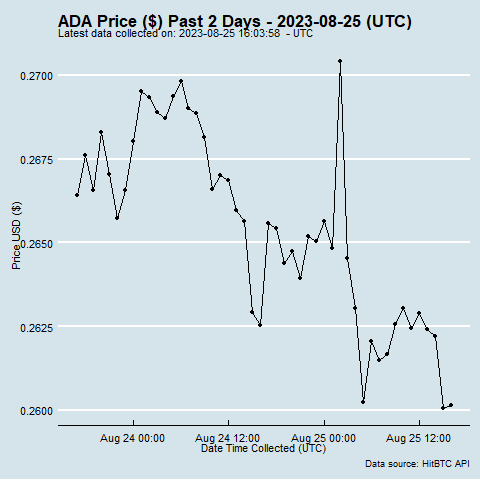 ADA Price ($) Past 2 Days - 2023-08-25 (UTC)
Latest data collected on: 2023-08-25 16:03:58 - UTC
0.2700
0.2675
0.2650
0.2625
0.2600
Price USD ($)
Aug 24 00:00 Aug 24 12:00 Aug 25 00:00 Aug 25 12:00
Date Time Collected (UTC)
Data source: HitBTC API